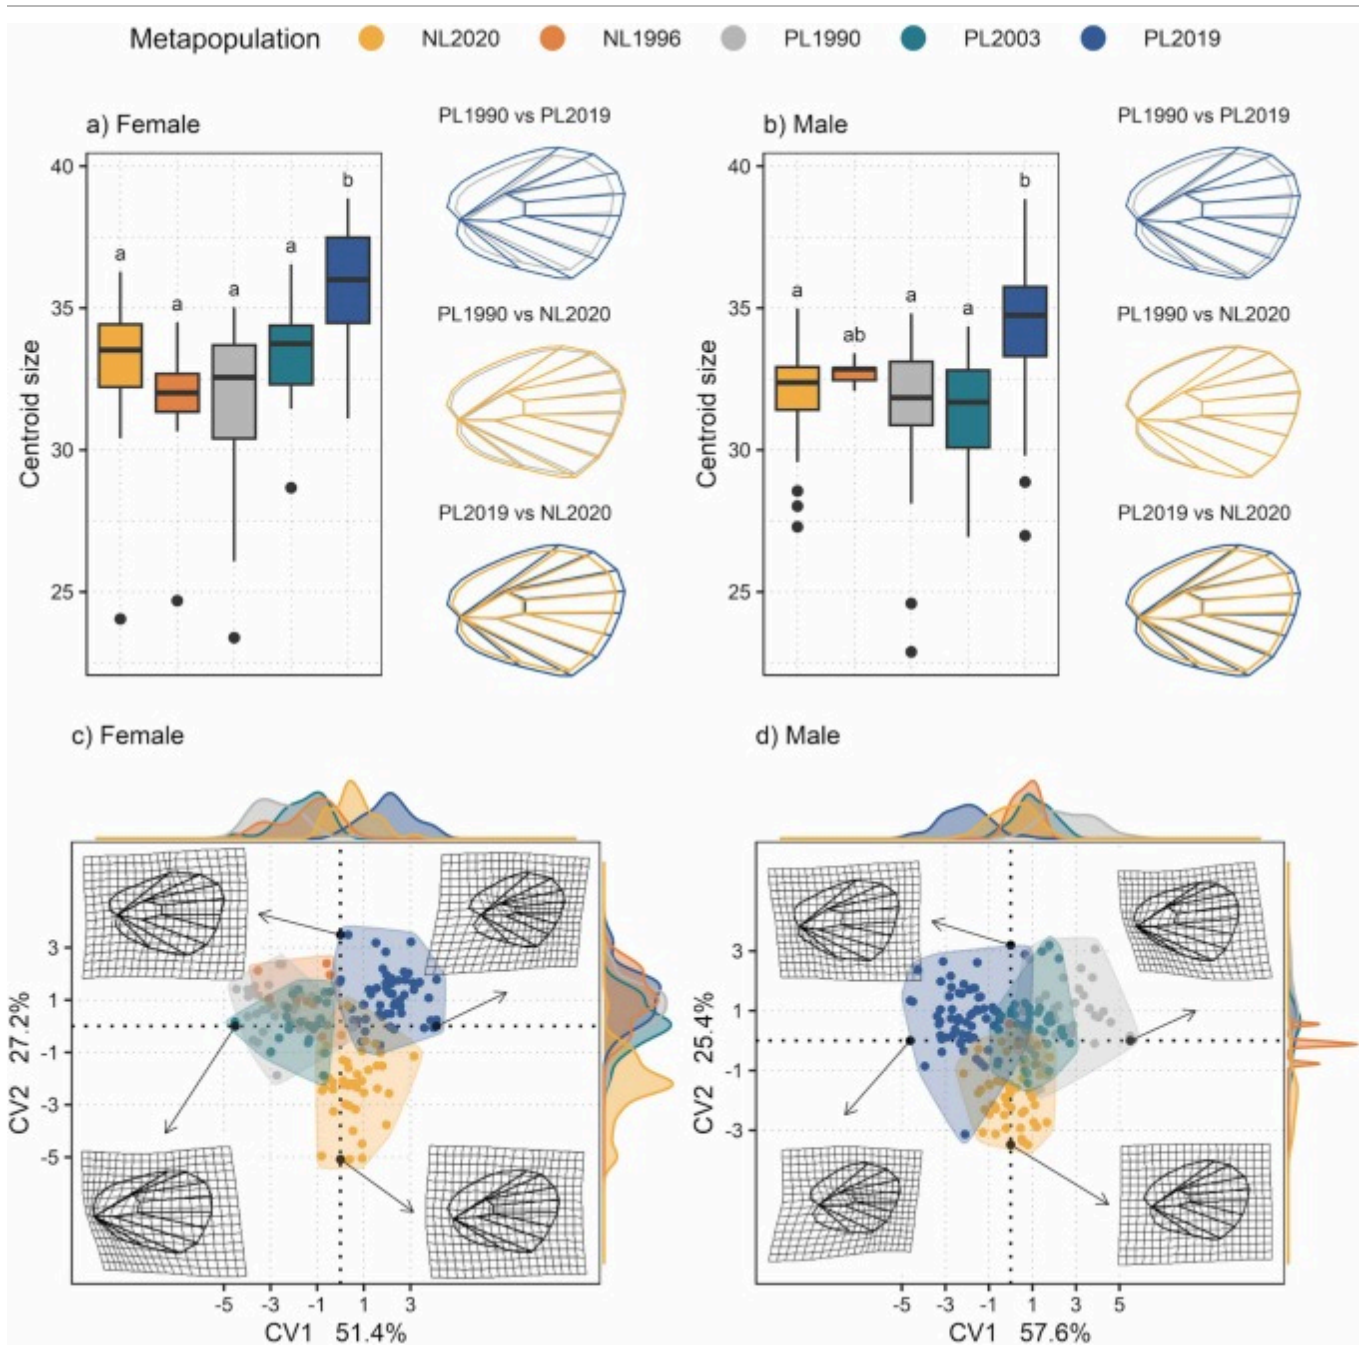 Metapopulation NL2020 NL1996 PL1990 PL2003 PL2019
a) Female
PL1990 vs PL2019
b) Male
PL1990 vs PL2019
40
35
30
25
Centroid size
a
a
a
a
b
PL1990 vs NL2020
PL2019 vs NL2020
40
35
30
25
Centroid size
a
ab
a
a
b
PL1990 vs NL2020
PL2019 vs NL2020
c) Female
3
1
-1
-3
-5
CV2 27.2%
-5 -3 -1 1 3
CV1 51.4%
d) Male
3
1
-1
-3
CV2 25.4%
-5 -3 -1 1 3 5
CV1 57.6%